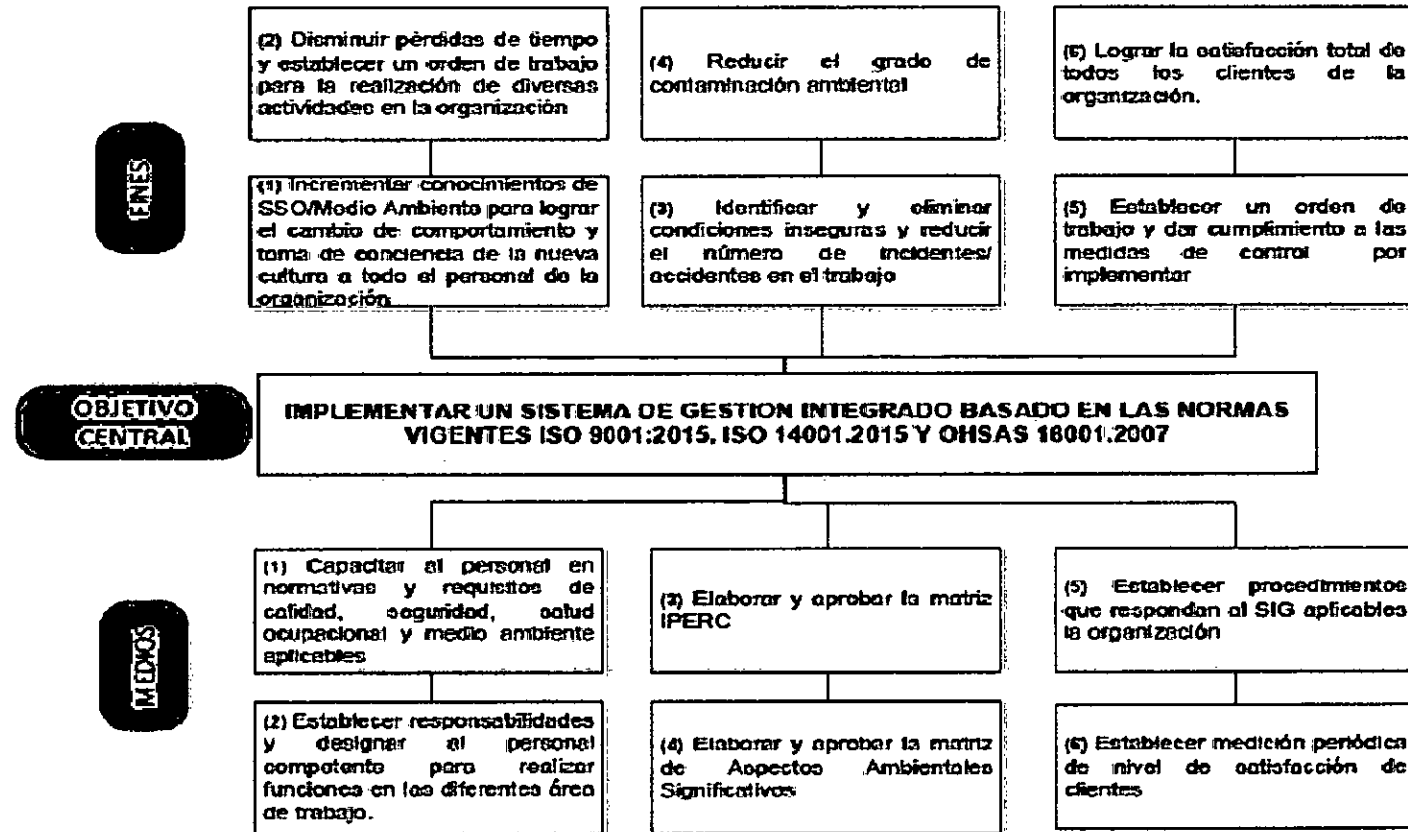 (2) Disminuir pérdidas de tiempo
y establecer un orden de trabajo
para la realización de diversas
actividades en la organización
(4) Reducir el grado de
contaminación ambiental
(6) Lograr la satisfacción total de
todos los clientes de la
organización.
FINES
(1) Incrementar conocimientos de
SSO/Medio Ambiente para lograr
el cambio de comportamiento y
toma de conciencia de la nueva
cultura a todo el personal de la
organización
(3) Identificar y eliminar
condiciones inseguras y reducir
el número de incidentes/
accidentes en el trabajo
(5) Establecer un orden de
trabajo y dar cumplimiento a las
medidas de control por
implementar
OBJETIVO
CENTRAL
IMPLEMENTAR UN SISTEMA DE GESTION INTEGRADO BASADO EN LAS NORMAS
VIGENTES ISO 9001:2015, ISO 14001.2015 Y OHSAS 18001.2007
MEDIOS
(1) Capacitar al personal en
normativas y requisitos de
calidad, seguridad, salud
ocupacional y medio ambiente
aplicables
(3) Elaborar y aprobar la matriz
IPERC
(5) Establecer procedimientos
que respondan al SIG aplicables
la organización
(2) Establecer responsabilidades
y designar al personal
competente para realizar
funciones en las diferentes área
de trabajo.
(4) Elaborar y aprobar la matriz
de Aspectos Ambientales
Significativos
(6) Establecer medición periódica
de nivel de satisfacción de
clientes